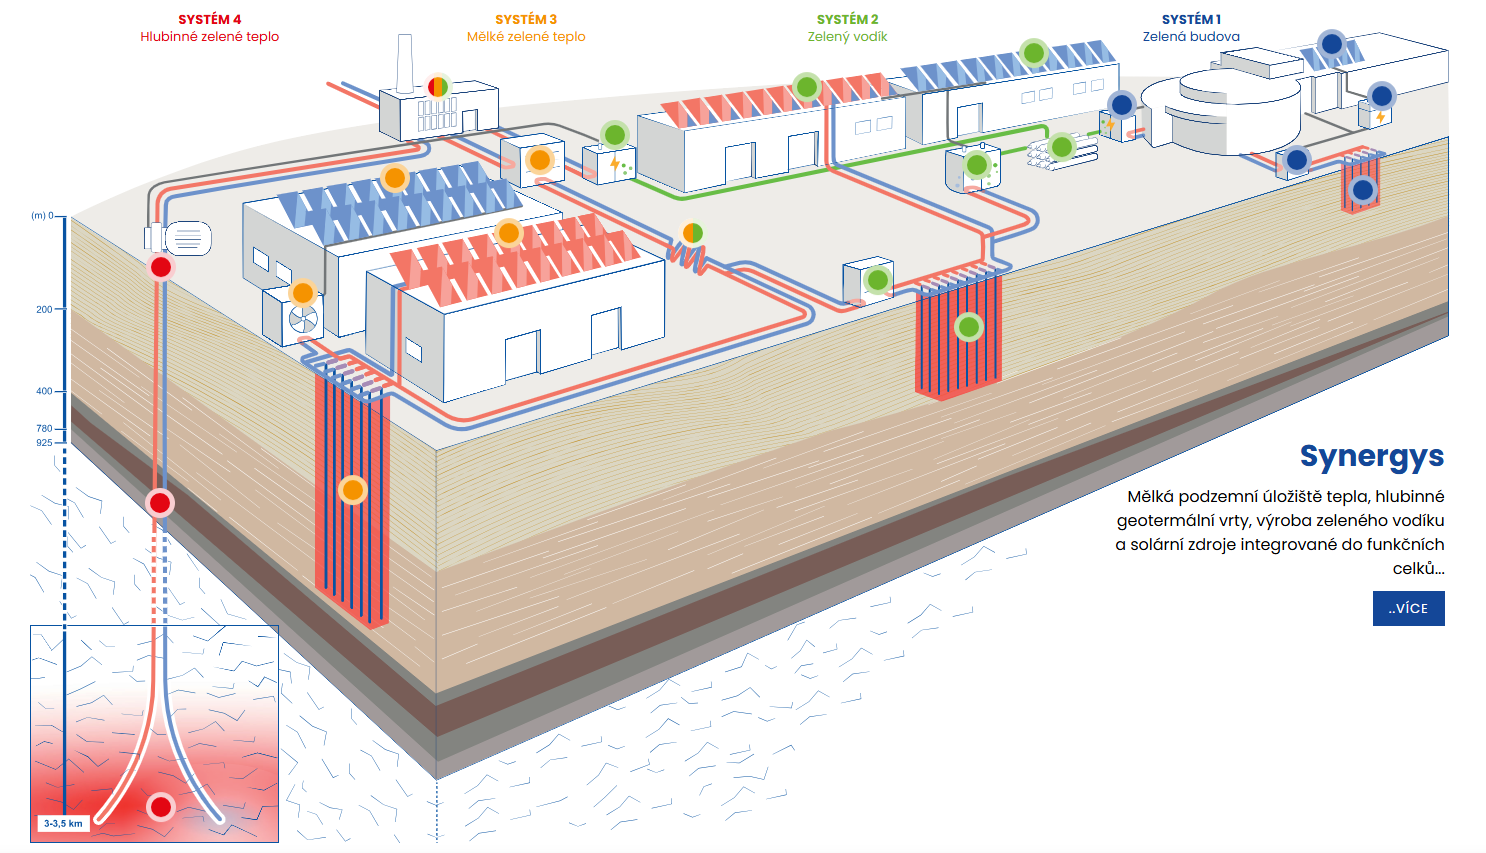 SYSTÉM 4
Hlubinné zelené teplo
SYSTÉM 3
Mělké zelené teplo
SYSTÉM 2
Zelený vodík
SYSTÉM 1
Zelená budova
(m) 0
200
400
780
925
3-3,5 km
Synergys
Mělká podzemní úložiště tepla, hlubinné
geotermální vrty, výroba zeleného vodíku
a solární zdroje integrované do funkčních
celků...
..VÍCE